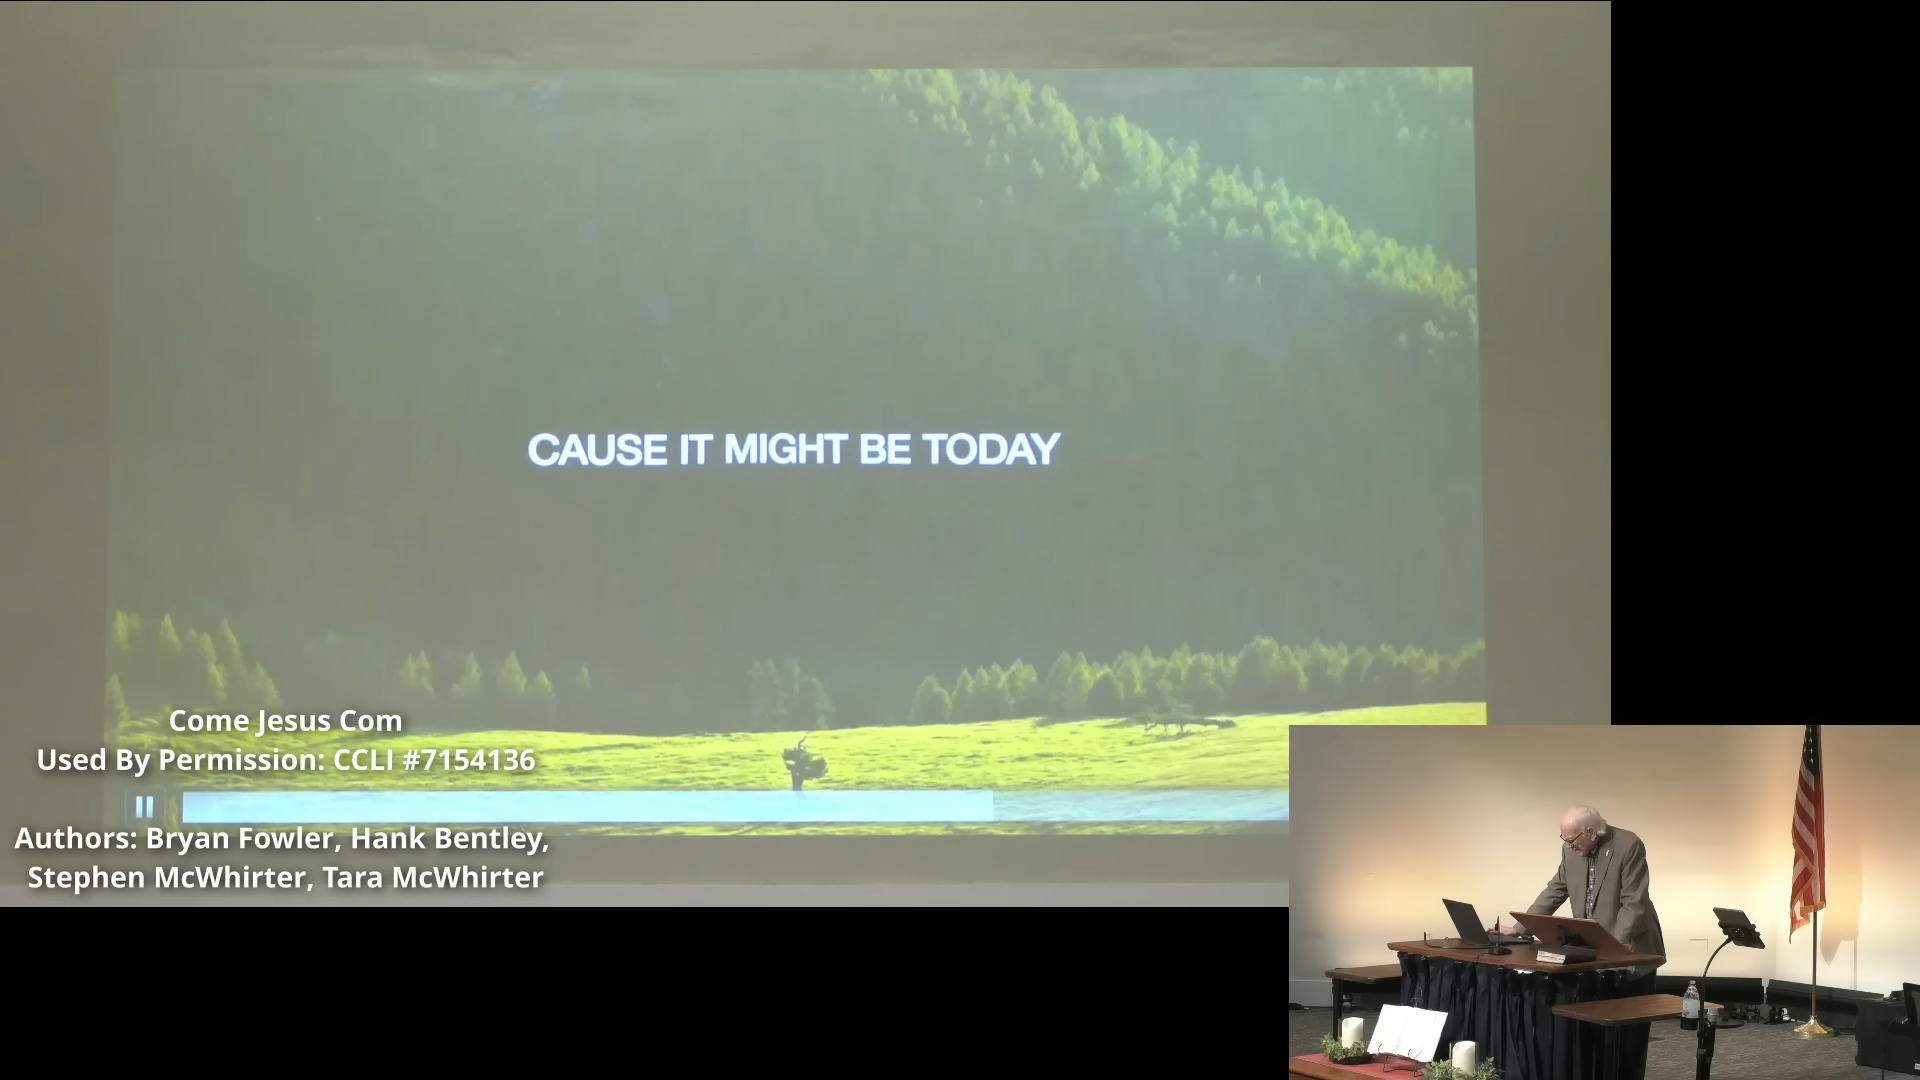 CAUSE IT MIGHT BE TODAY
Come Jesus Com
Used By Permission: CCLI #7154136
Authors: Bryan Fowler, Hank Bentley,
Stephen McWhirter, Tara McWhirter